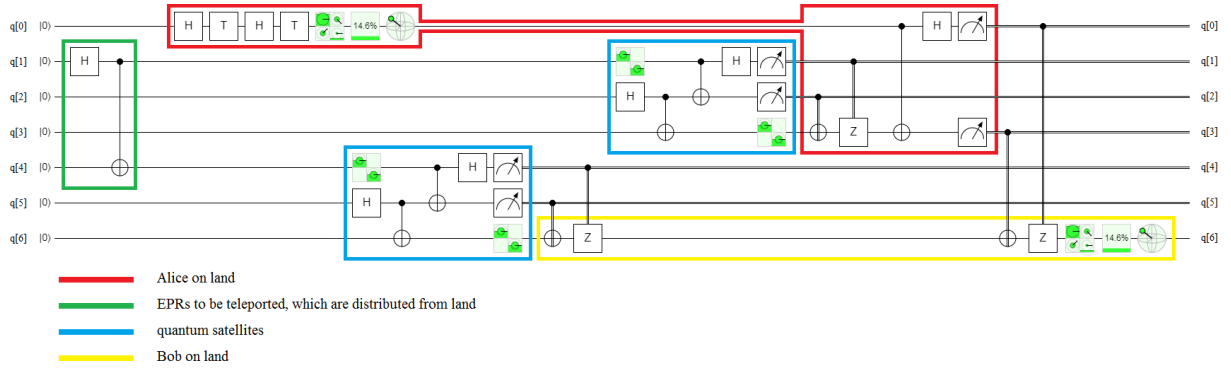 q[0] |0⟩ H T H T 14.6% H q[0]
q[1] |0⟩ H H q[1]
q[2] |0⟩ H q[2]
q[3] |0⟩ Z q[3]
q[4] |0⟩ H q[4]
q[5] |0⟩ H q[5]
q[6] |0⟩ Z Z 14.6% q[6]
Alice on land
EPRs to be teleported, which are distributed from land
quantum satellites
Bob on land